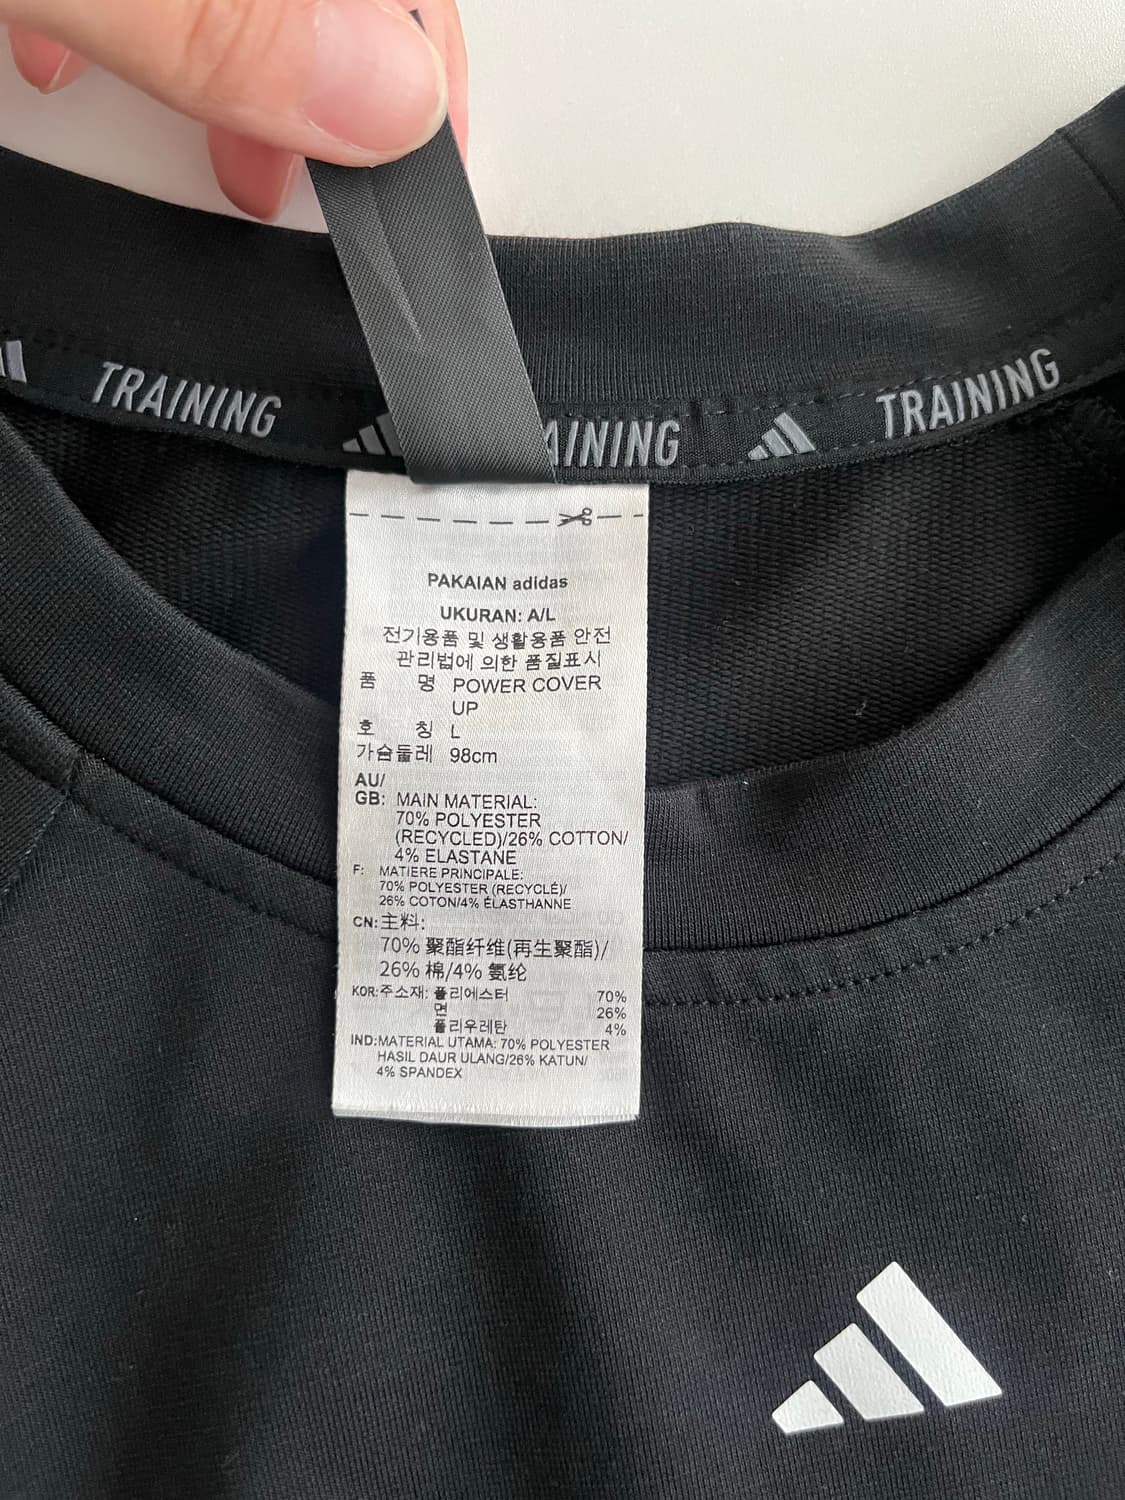 TRAINING
AINING
TRAINING
PAKAIAN adidas
UKURAN: A/L
전기용품 및 생활용품 안전
관리법에 의한 품질표시
품 명 POWER COVER
UP
호 칭 L
가슴둘레 98cm
AU/
GB: MAIN MATERIAL:
70% POLYESTER
(RECYCLED)/26% COTTON/
4% ELASTANE
F: MATIERE PRINCIPALE:
70% POLYESTER (RECYCLÉ)/
26% COTON/4% ÉLASTHANNE
CN: 主料:
70% 聚酯纤维(再生聚酯)/
26% 棉/4% 氨纶
KOR: 주소재: 폴리에스터 70%
면 26%
폴리우레탄 4%
IND: MATERIAL UTAMA: 70% POLYESTER
HASIL DAUR ULANG/26% KATUN/
4% SPANDEX